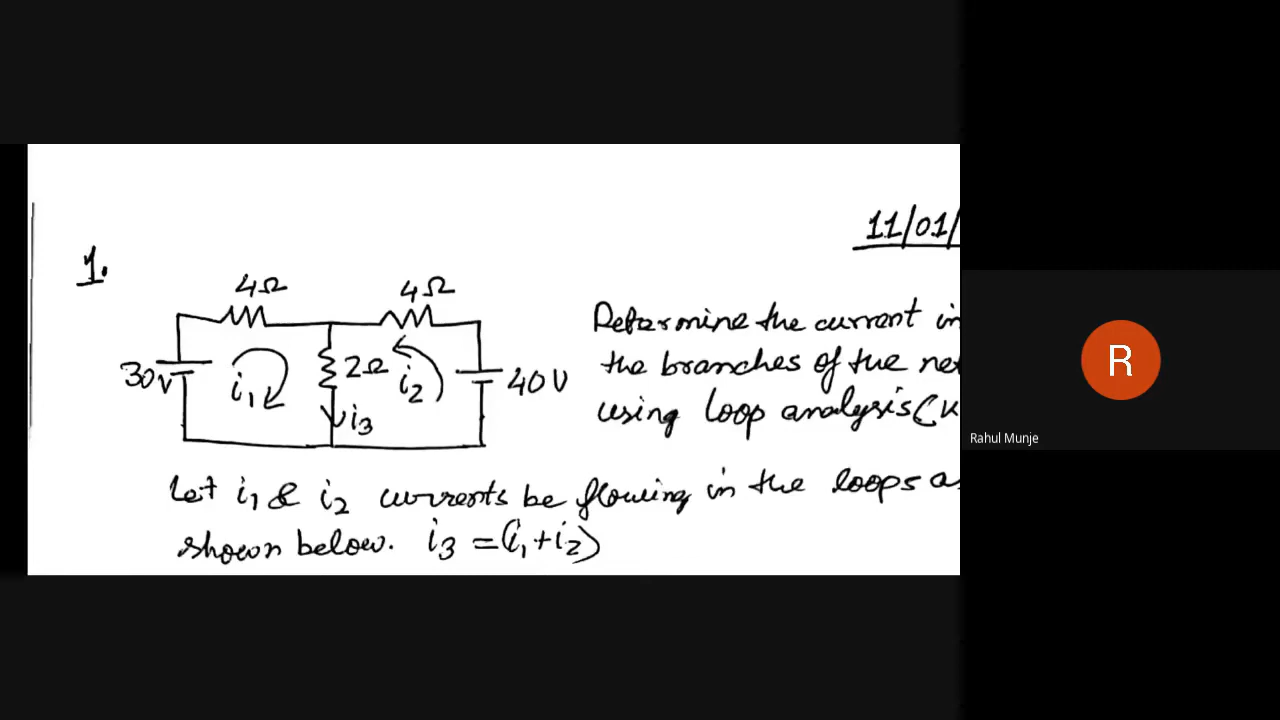 11/01/
1.
4Ω 4Ω
30V i1 2Ω i2 40V
i3
Determine the current in
the branches of the net
using loop analysis (K
Let i1 & i2 currents be flowing in the loops as
shown below. i3 = (i1+i2)
R
Rahul Munje